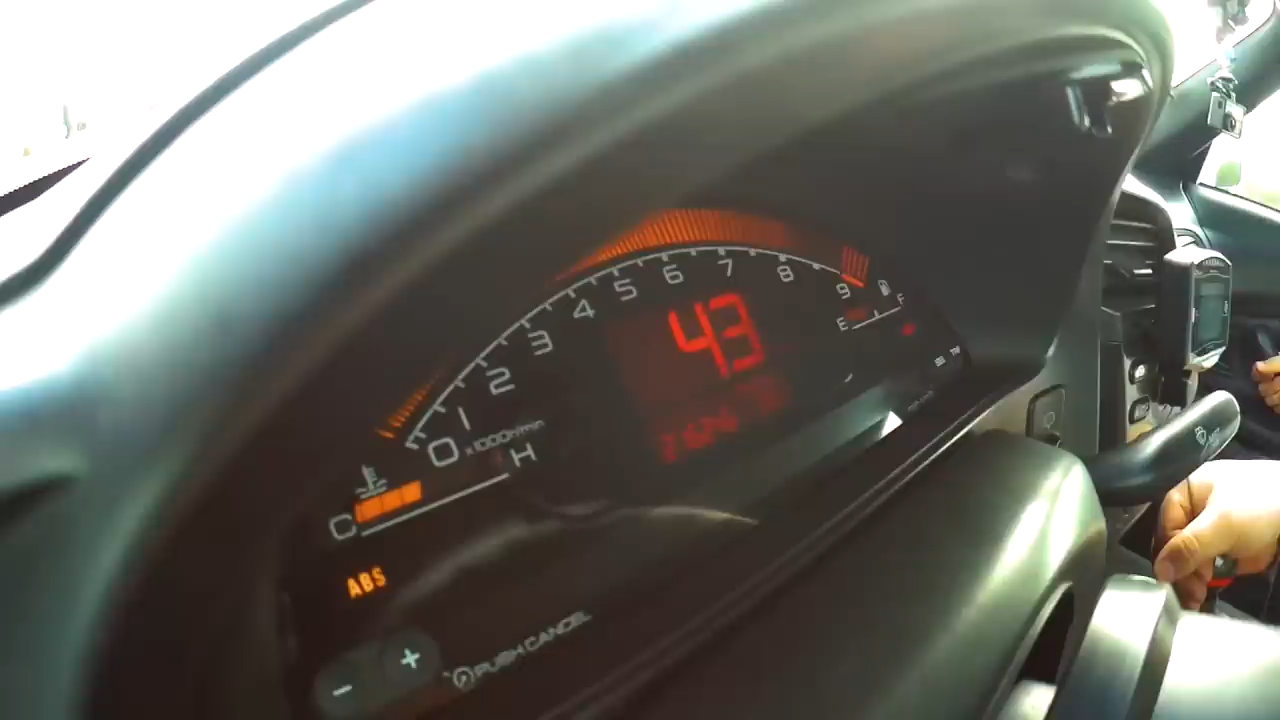 0 1 2 3 4 5 6 7 8 9
x1000r/min
43
E F
C H
ABS
- +
PUSH CANCEL